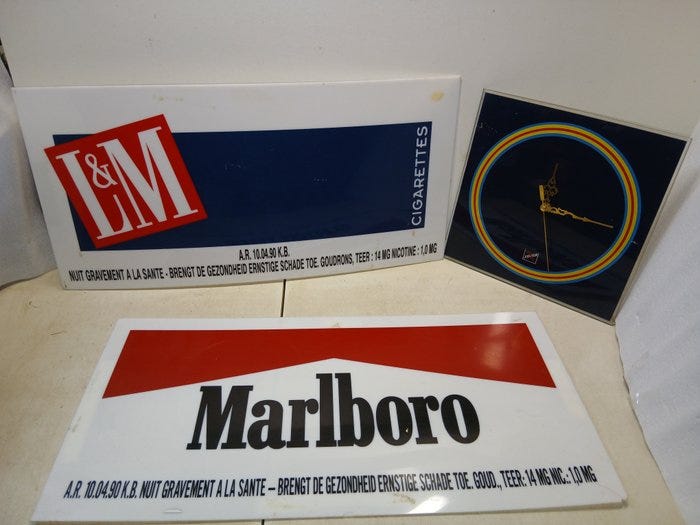 L&M
CIGARETTES
A.R. 10.04.90 K.B.
NUIT GRAVEMENT A LA SANTE - BRENGT DE GEZONDHEID ERNSTIGE SCHADE TOE. GOUDRONS, TEER : 14 MG NICOTINE : 1,0 MG
Marlboro
A.R. 10.04.90 K.B. NUIT GRAVEMENT A LA SANTE – BRENGT DE GEZONDHEID ERNSTIGE SCHADE TOE. GOUD., TEER: 14 MG NIC.: 1,0 MG